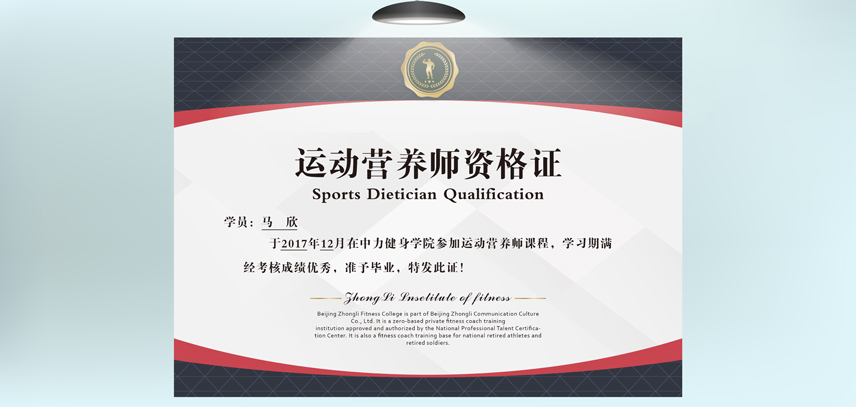 运动营养师资格证
Sports Dietician Qualification
学员：马 欣
于2017年12月在中力健身学院参加运动营养师课程，学习期满
经考核成绩优秀，准予毕业，特发此证！
ZhongLi Lnsetitute of fitness
Beijing Zhongli Fitness College is part of Beijing Zhongli Communication Culture
Co., Ltd. It is a zero-based private fitness coach training
institution approved and authorized by the National Professional Talent Certifica-
tion Center. It is also a fitness coach training base for national retired athletes and
retired soldiers.